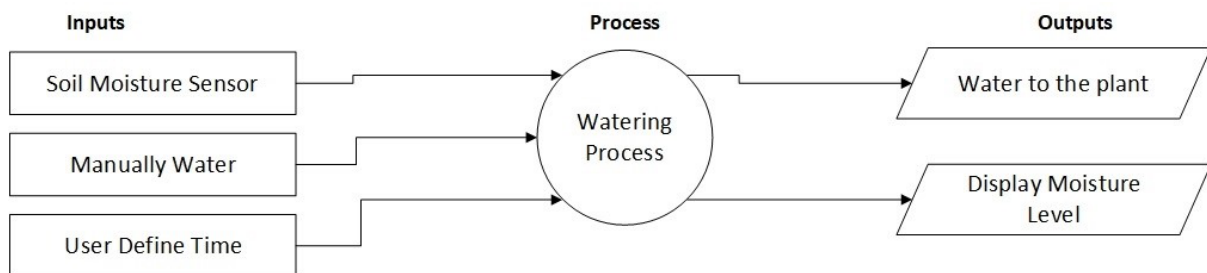 Inputs
Process
Outputs
Soil Moisture Sensor
Manually Water
User Define Time
Watering
Process
Water to the plant
Display Moisture
Level